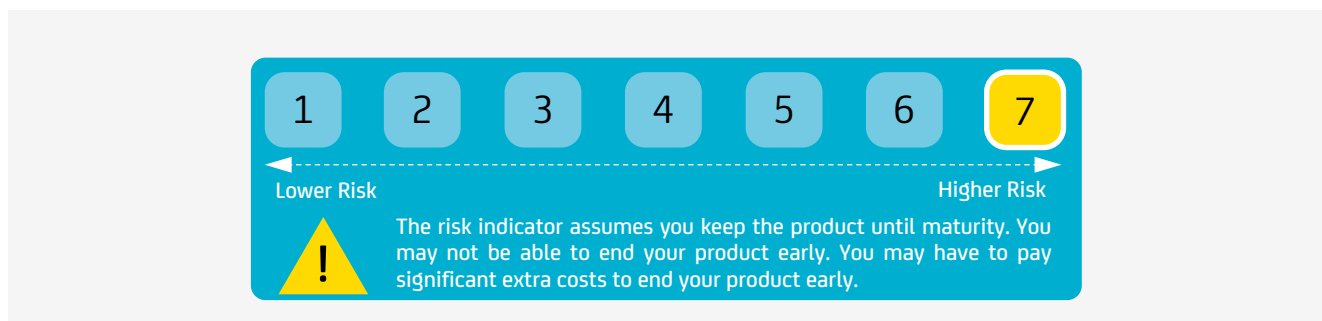 1 2 3 4 5 6 7
Lower Risk Higher Risk
The risk indicator assumes you keep the product until maturity. You
may not be able to end your product early. You may have to pay
significant extra costs to end your product early.
!